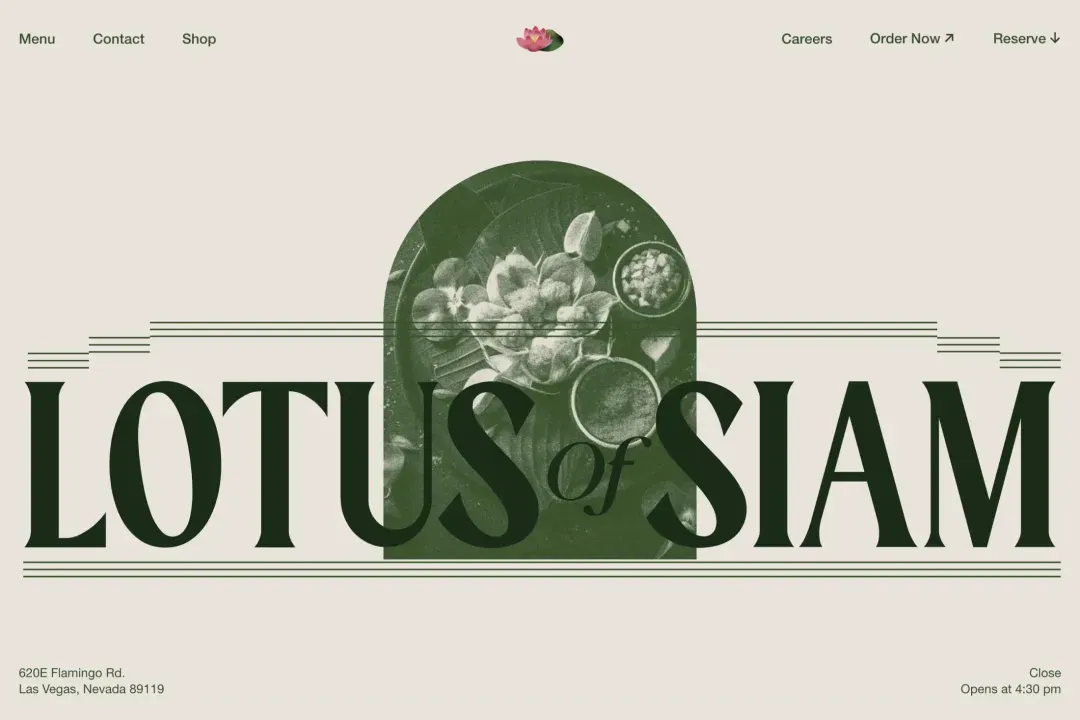 Menu
Contact
Shop
Careers
Order Now ↗
Reserve ↓
LOTUS of SIAM
620E Flamingo Rd.
Las Vegas, Nevada 89119
Close
Opens at 4:30 pm